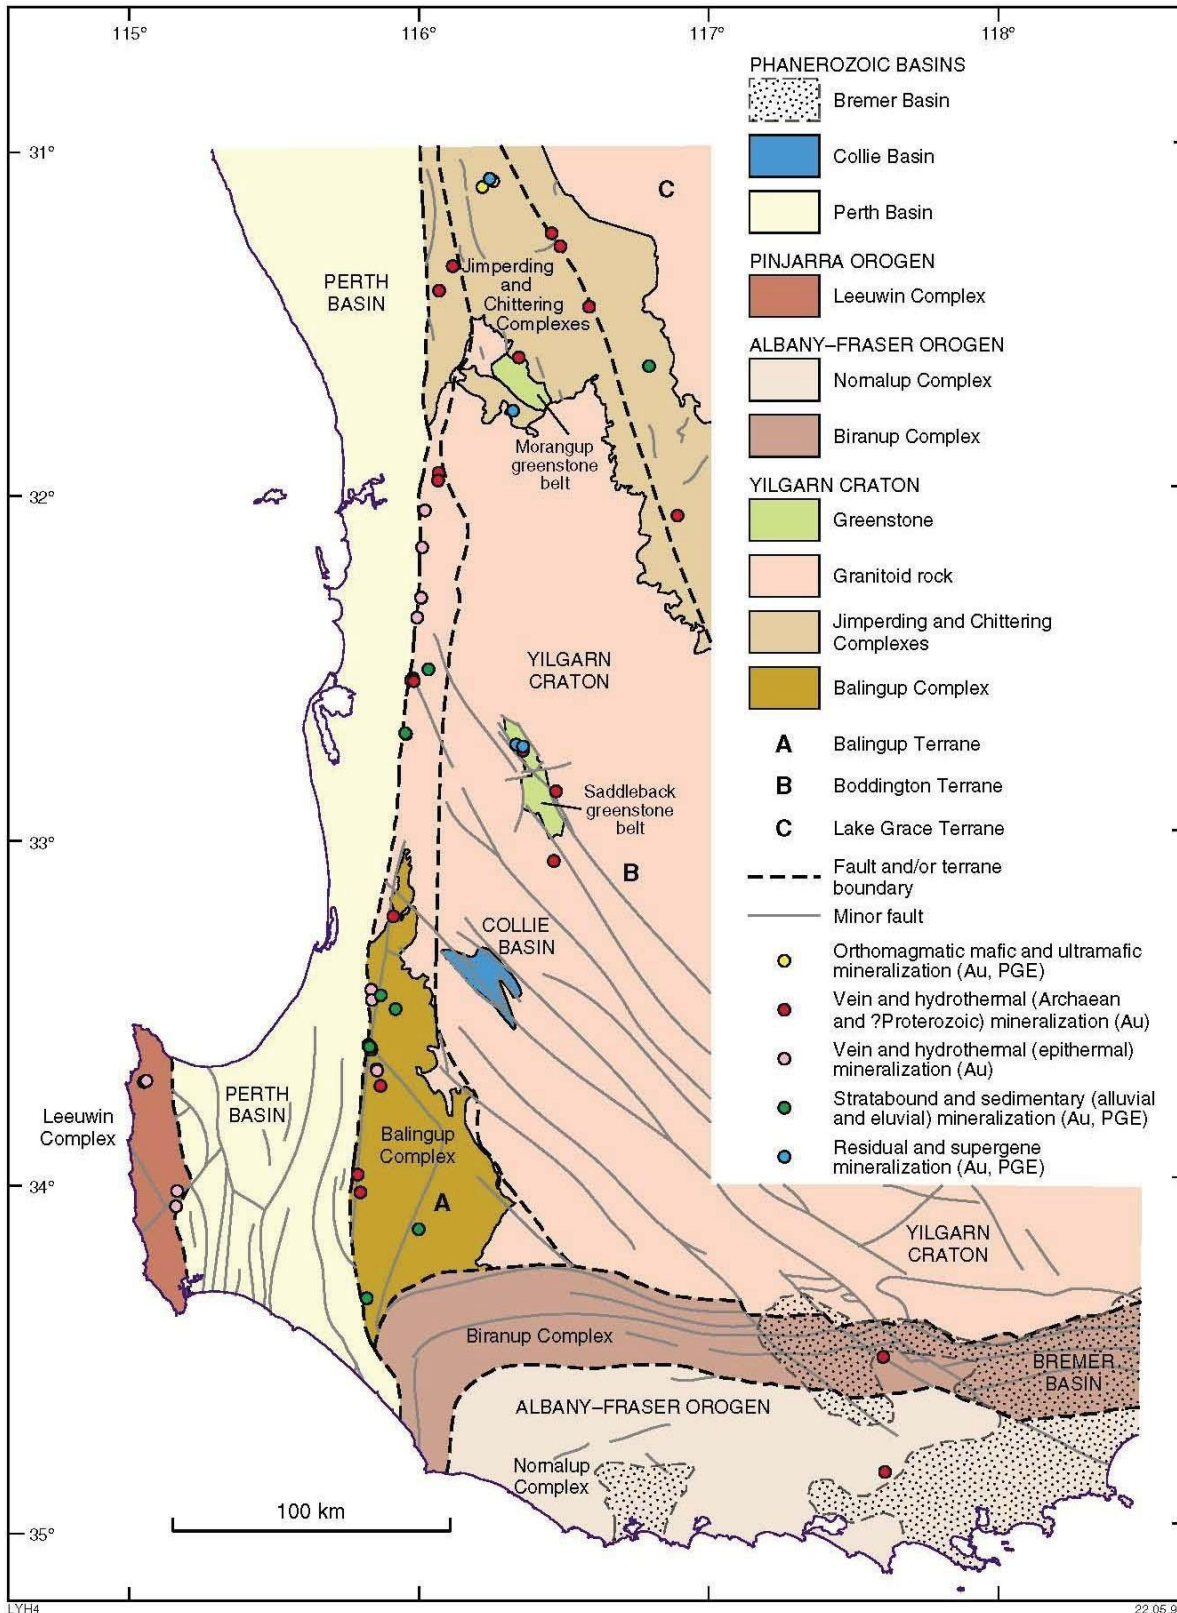 115°
116°
117°
118°
PHANEROZOIC BASINS
Bremer Basin
Collie Basin
Perth Basin
PINJARRA OROGEN
Leeuwin Complex
ALBANY–FRASER OROGEN
Nornalup Complex
Biranup Complex
YILGARN CRATON
Greenstone
Granitoid rock
Jimperding and Chittering
Complexes
Balingup Complex
A Balingup Terrane
B Boddington Terrane
C Lake Grace Terrane
Fault and/or terrane
boundary
Minor fault
Orthomagmatic mafic and ultramafic
mineralization (Au, PGE)
Vein and hydrothermal (Archaean
and ?Proterozoic) mineralization (Au)
Vein and hydrothermal (epithermal)
mineralization (Au)
Stratabound and sedimentary (alluvial
and eluvial) mineralization (Au, PGE)
Residual and supergene
mineralization (Au, PGE)
31°
C
PERTH
BASIN
Jimperding
and
Chittering
Complexes
Morangup
greenstone
belt
32°
YILGARN
CRATON
Saddleback
greenstone
belt
33°
B
COLLIE
BASIN
PERTH
BASIN
Leeuwin
Complex
Balingup
Complex
34°
A
YILGARN
CRATON
Biranup Complex
BREMER
BASIN
ALBANY–FRASER OROGEN
Nornalup
Complex
100 km
35°
LYH4
22.05.9